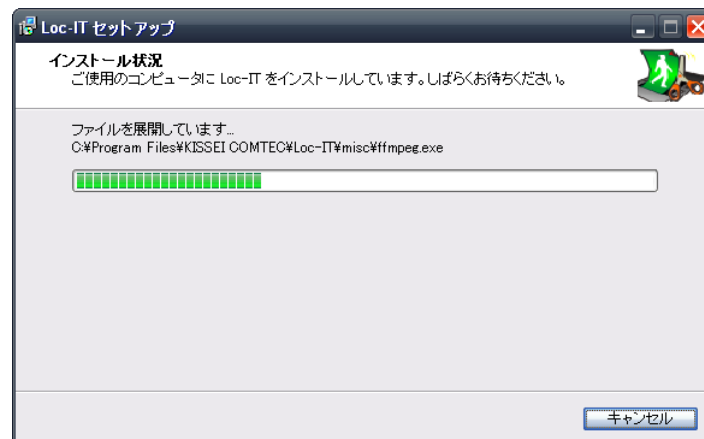 Loc-IT セットアップ
インストール状況
ご使用のコンピュータに Loc-IT をインストールしています。しばらくお待ちください。
ファイルを展開しています...
C:¥Program Files¥KISSEI COMTEC¥Loc-IT¥misc¥ffmpeg.exe
キャンセル